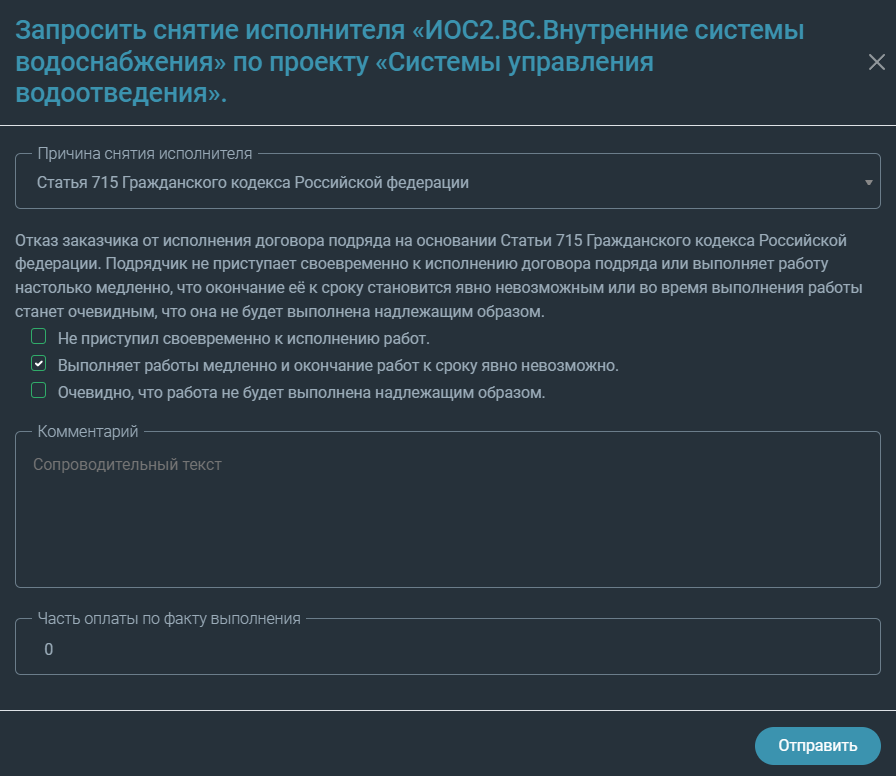 Запросить снятие исполнителя «ИОС2.ВС.Внутренние системы
водоснабжения» по проекту «Системы управления
водоотведения».
Причина снятия исполнителя
Статья 715 Гражданского кодекса Российской федерации
Отказ заказчика от исполнения договора подряда на основании Статьи 715 Гражданского кодекса Российской
федерации. Подрядчик не приступает своевременно к исполнению договора подряда или выполняет работу
настолько медленно, что окончание её к сроку становится явно невозможным или во время выполнения работы
станет очевидным, что она не будет выполнена надлежащим образом.
Не приступил своевременно к исполнению работ.
Выполняет работы медленно и окончание работ к сроку явно невозможно.
Очевидно, что работа не будет выполнена надлежащим образом.
Комментарий
Сопроводительный текст
Часть оплаты по факту выполнения
0
Отправить